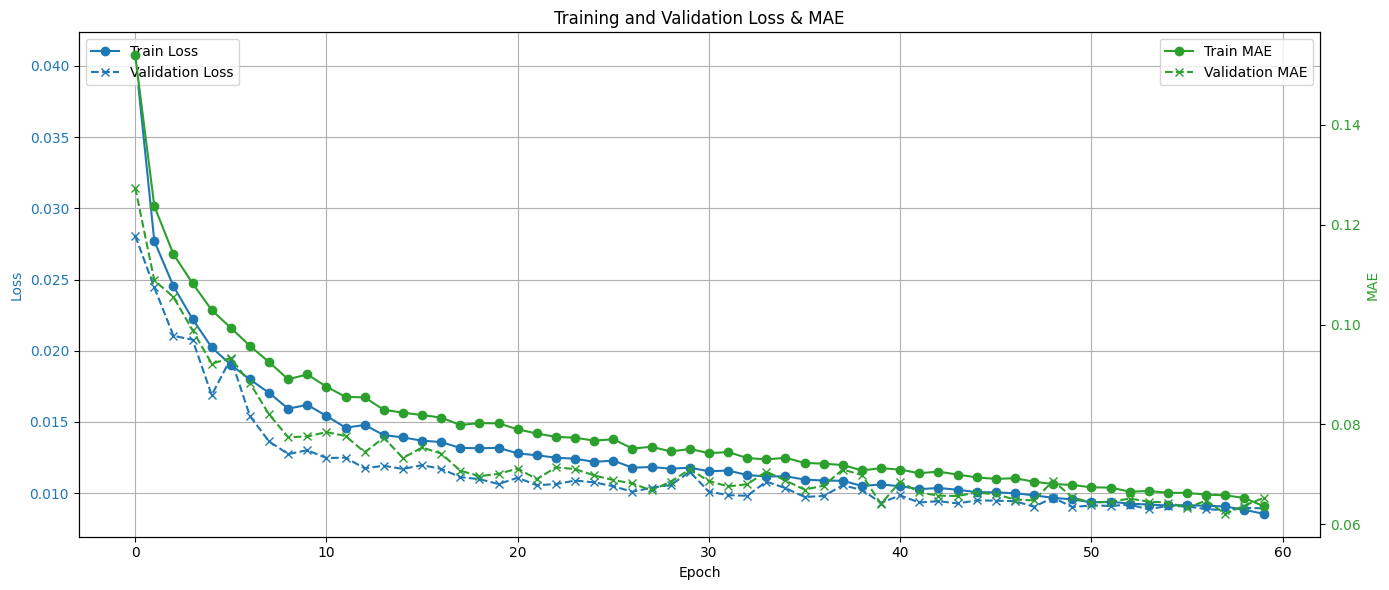 Training and Validation Loss & MAE
Train Loss
Validation Loss
Train MAE
Validation MAE
0.040
0.035
0.030
0.025
0.020
0.015
0.010
Loss
0.14
0.12
0.10
0.08
0.06
MAE
0 10 20 30 40 50 60
Epoch